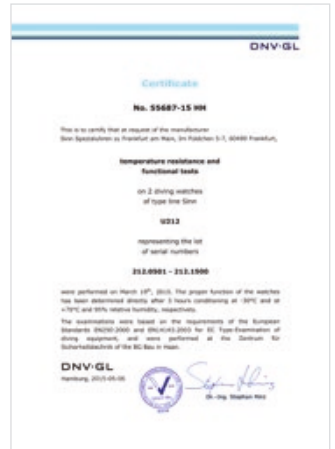 DNV·GL
Certificate
No. 55687-15 HH
This is to certify that at request of the manufacturer
Sinn Spezialuhren zu Frankfurt am Main, Im Füldchen 5-7, 60489 Frankfurt,
temperature resistance and
functional tests
on 2 diving watches
of type line Sinn
U212
representing the lot
of serial numbers
212.0501 - 212.1500
were performed on March 19th, 2015. The proper function of the watches
has been determined directly after 3 hours conditioning at -30°C and at
+70°C and 95% relative humidity, respectively.
The examinations were based on the requirements of the European
Standards EN250:2000 and EN14143:2003 for EC Type-Examination of
diving equipment, and were performed at the Zentrum für
Sicherheitstechnik of the BG Bau in Haan.
DNV·GL
Hamburg, 2015-05-06
Dr.-Ing. Stephan